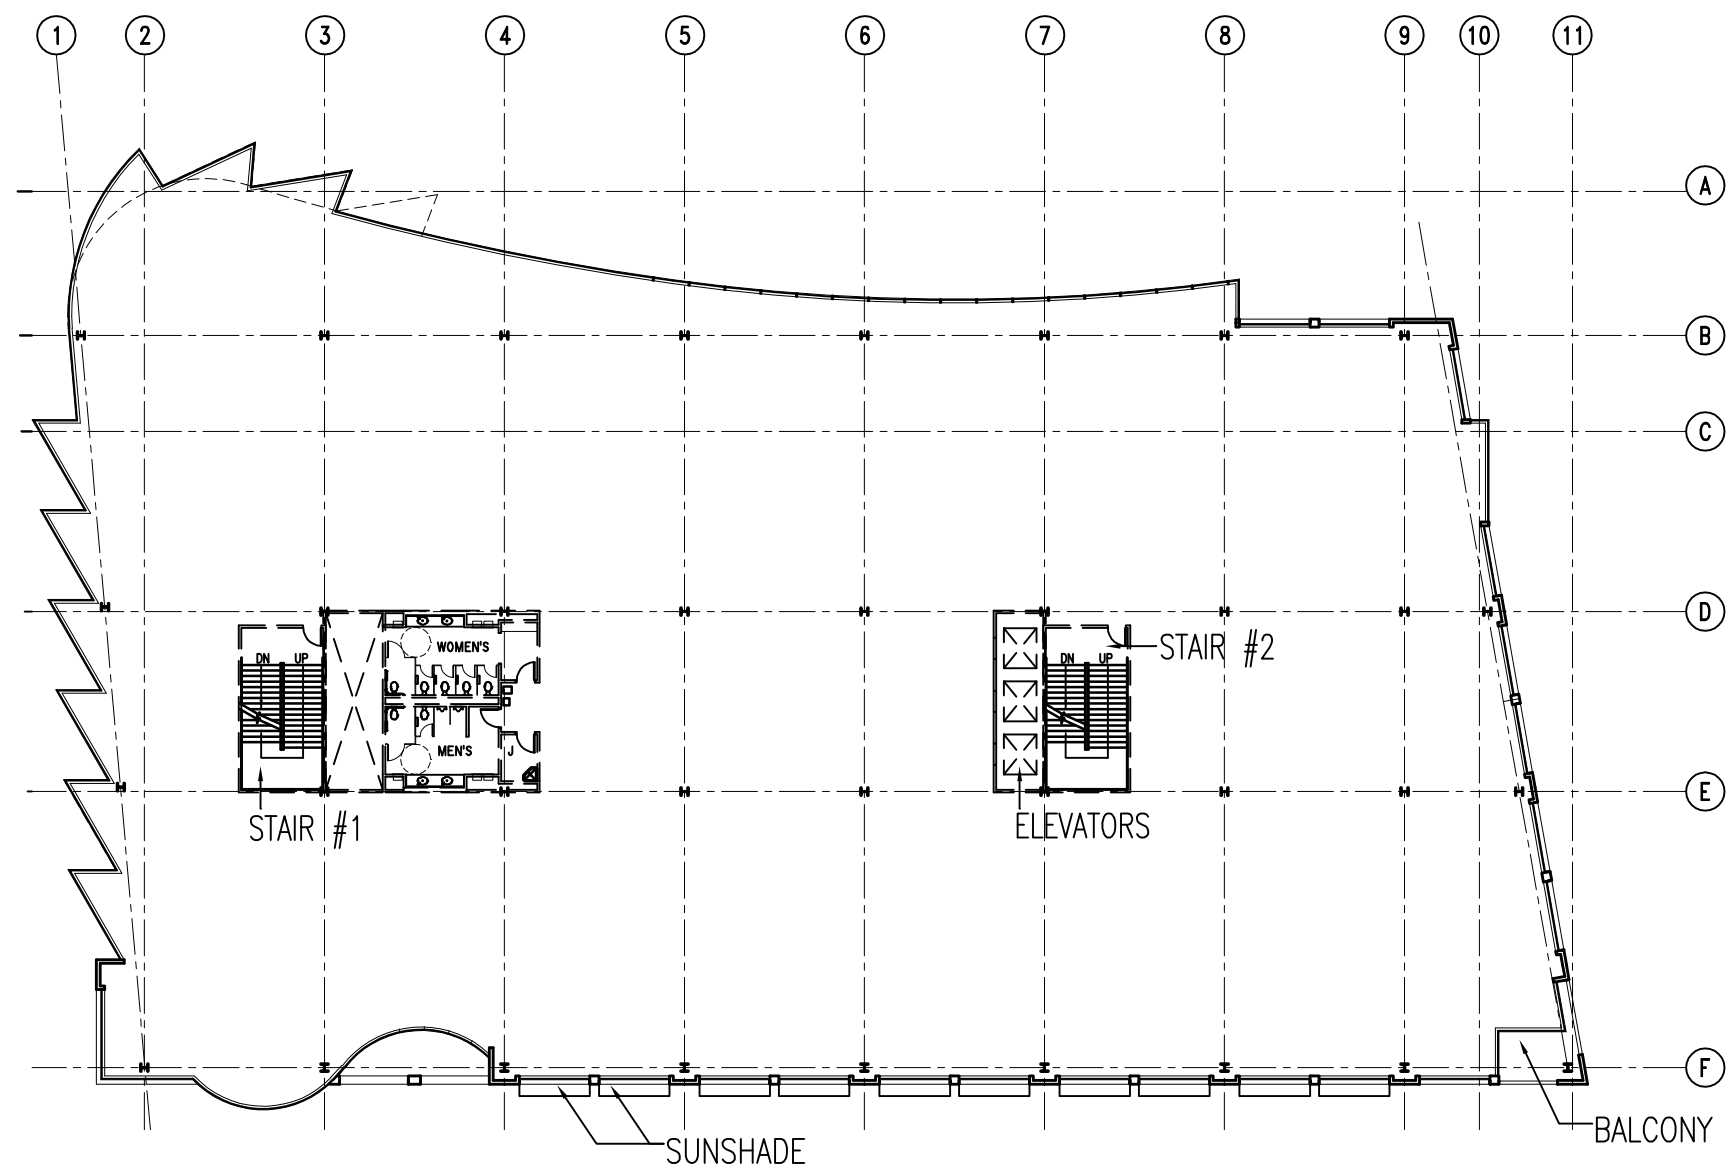 1 2 3 4 5 6 7 8 9 10 11
A
B
C
D
WOMEN'S
STAIR #2
DN UP
DN UP
MEN'S
J
E
STAIR #1
ELEVATORS
F
BALCONY
SUNSHADE